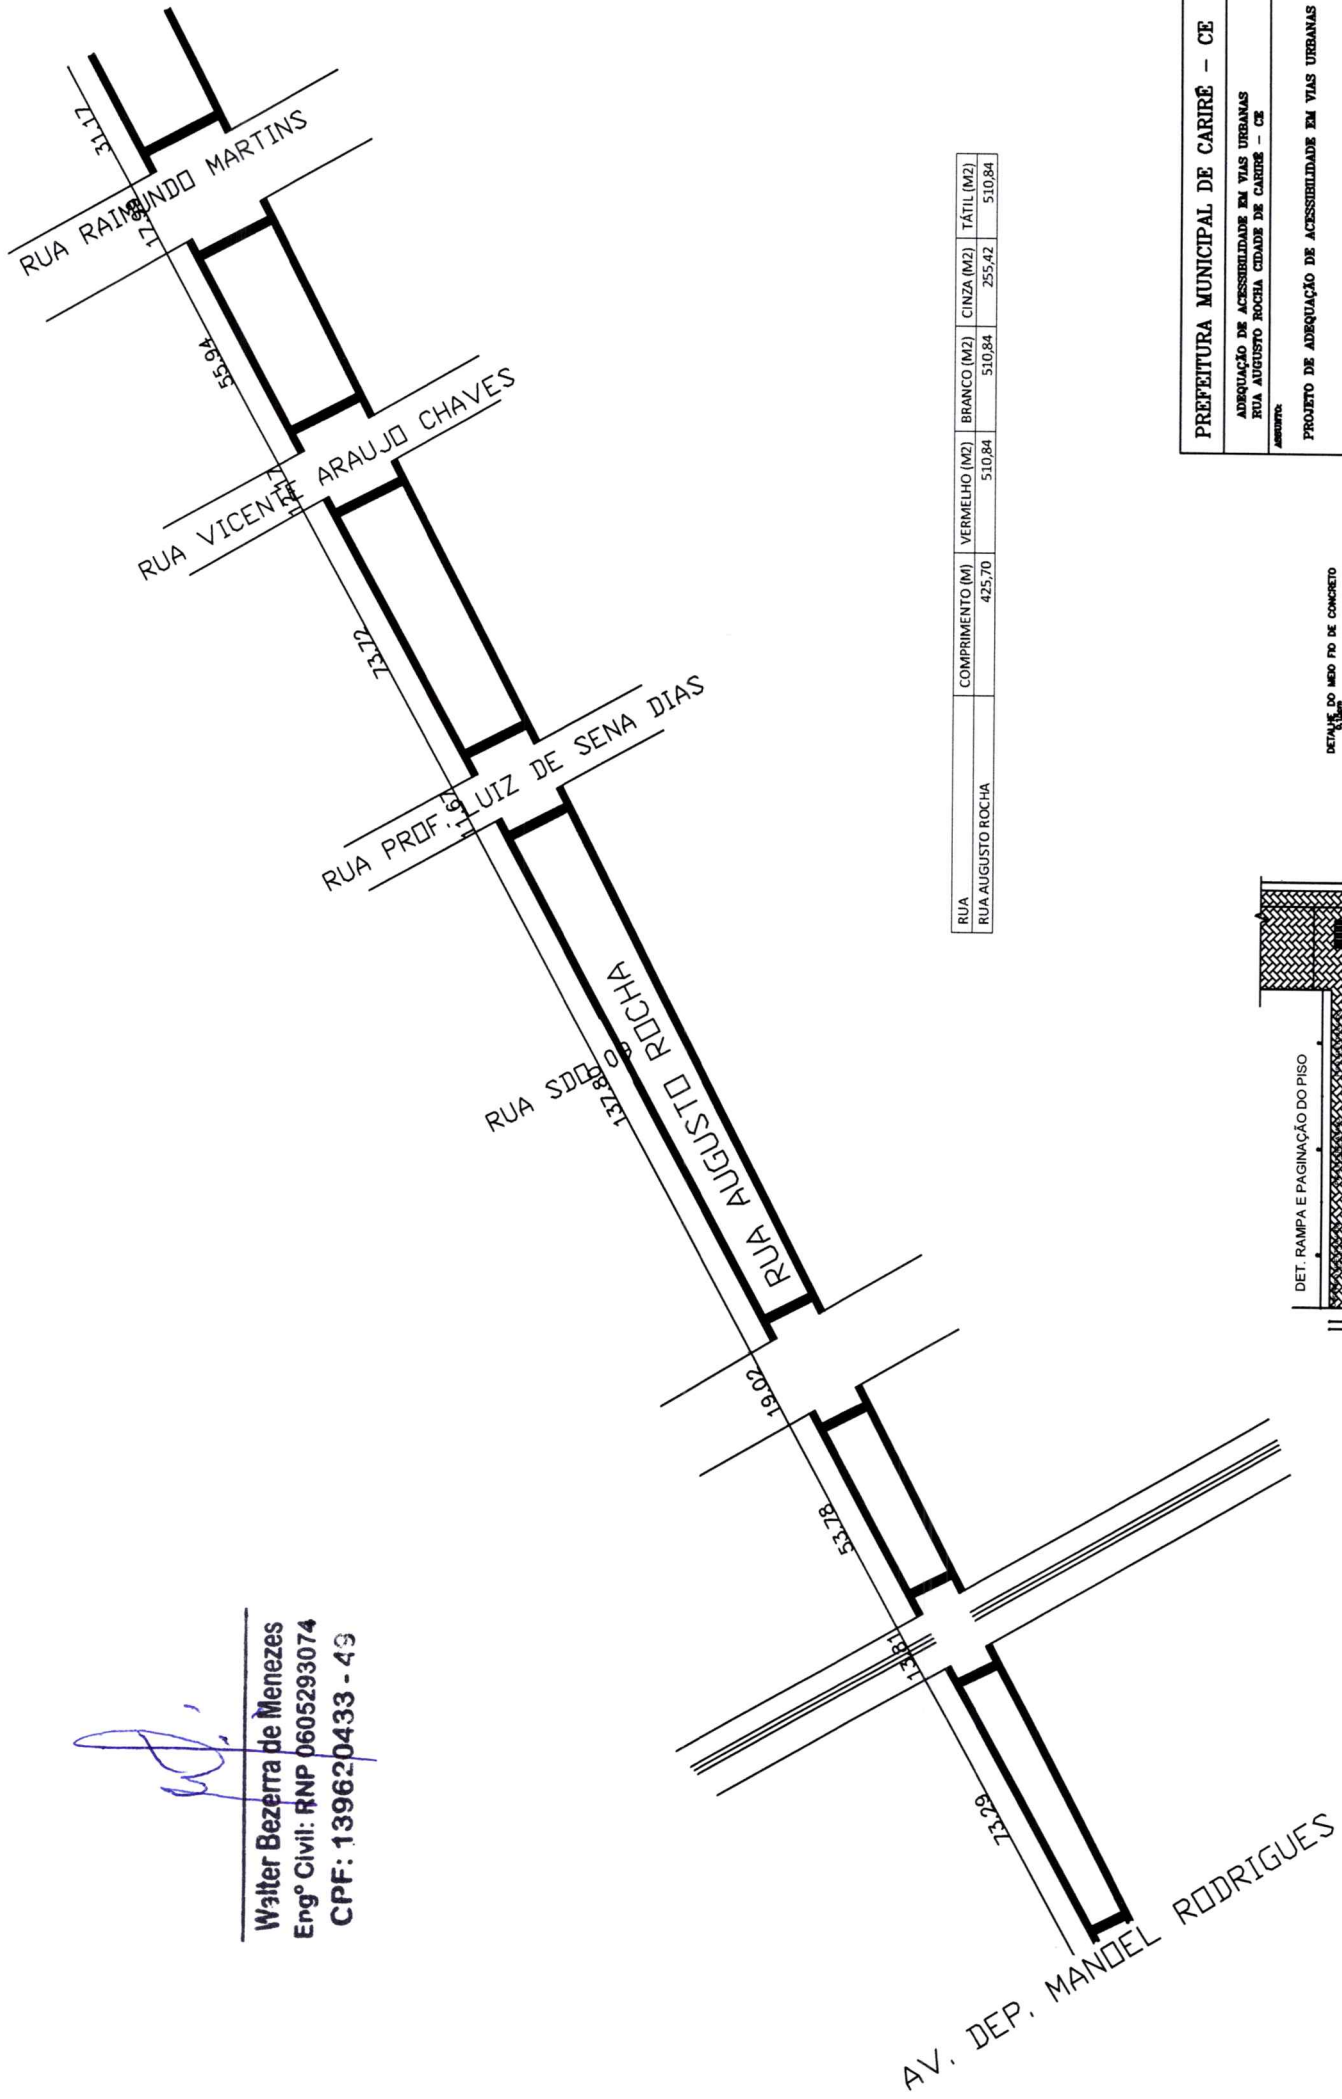 31.17
RUA RAIMUNDO MARTINS
55.94
RUA VICENTE ARAUJO CHAVES
73.72
RUA PROF. LUIZ DE SENA DIAS
11.67
RUA SDO
137.80
RUA AUGUSTO ROCHA
19.02
53.78
13.81
73.29
AV. DEP. MANOEL RODRIGUES
Walter Bezerra de Menezes
Engº Civil: RNP 0605293074
CPF: 139620433 - 49
RUA COMPRIMENTO (M) VERMELHO (M2) BRANCO (M2) CINZA (M2) TÁTIL (M2)
RUA AUGUSTO ROCHA 425,70 510,84 510,84 255,42 510,84
PREFEITURA MUNICIPAL DE CARIRÉ - CE
ADEQUAÇÃO DE ACESSIBILIDADE EM VIAS URBANAS
RUA AUGUSTO ROCHA CIDADE DE CARIRÉ - CE
ASSUNTO:
PROJETO DE ADEQUAÇÃO DE ACESSIBILIDADE EM VIAS URBANAS
DETALHE DO MEIO FIO DE CONCRETO
DET. RAMPA E PAGINAÇÃO DO PISO